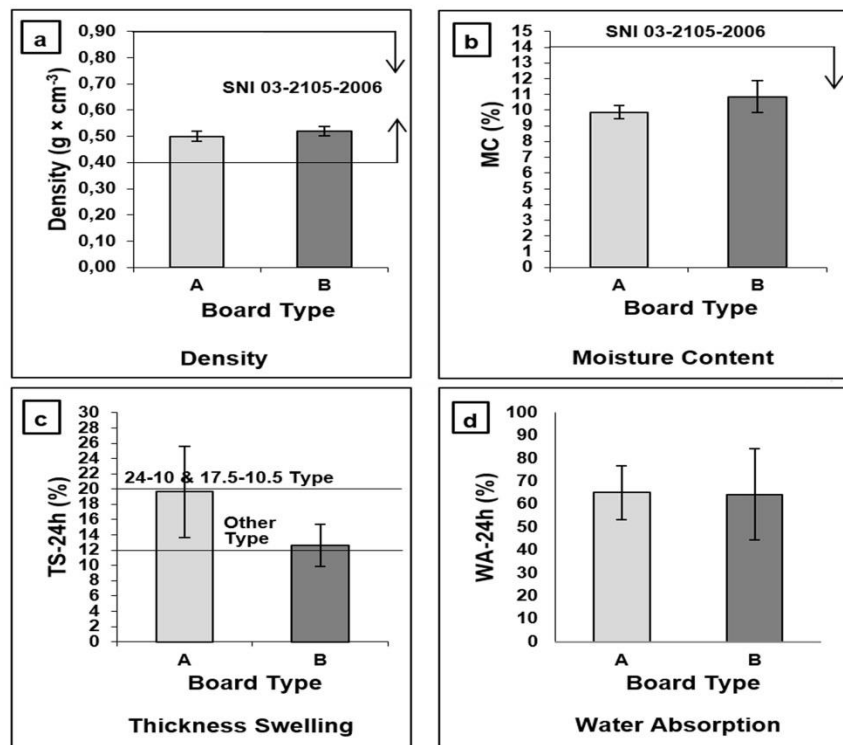 a
0,90
0,80
0,70
0,60
0,50
0,40
0,30
0,20
0,10
0,00
Density (g × cm⁻³)
SNI 03-2105-2006
A B
Board Type
Density
b
15
14
13
12
11
10
9
8
7
6
5
4
3
2
1
0
MC (%)
SNI 03-2105-2006
A B
Board Type
Moisture Content
c
30
28
26
24
22
20
18
16
14
12
10
8
6
4
2
0
TS-24h (%)
24-10 & 17.5-10.5 Type
Other
Type
A B
Board Type
Thickness Swelling
d
100
90
80
70
60
50
40
30
20
10
0
WA-24h (%)
A B
Board Type
Water Absorption